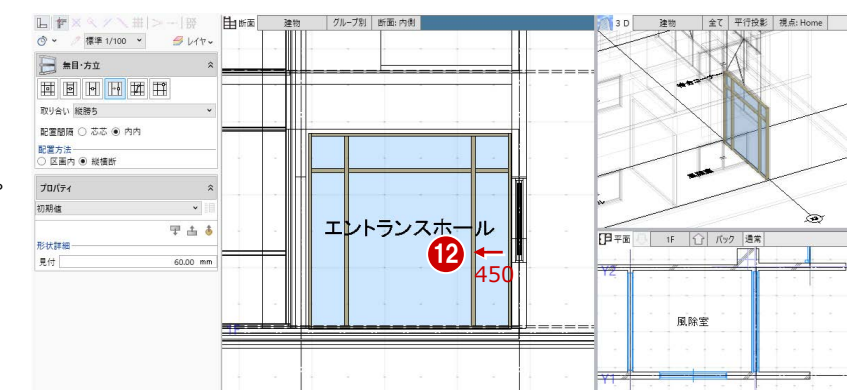 断面 建物 グループ別 断面: 内側
3 D 建物 全て 平行投影 視点: Home
標準 1/100 レイヤ
無目・方立
取り合い 縦勝ち
配置間隔 芯芯 内内
配置方法
区画内 縦横断
プロパティ
初期値
形状詳細
見付 60.00 mm
エントランスホール
12
450
風除室
平面 1F バック 通常
Y2
風除室
Y1